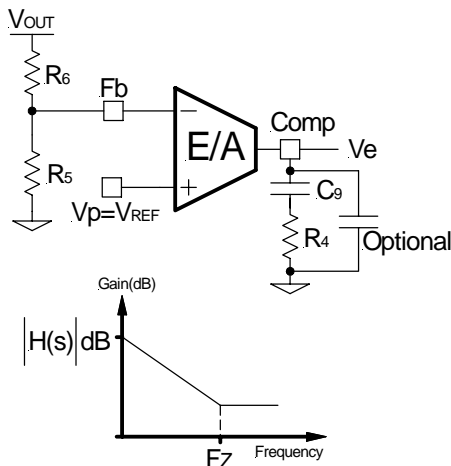 VOUT
R6
Fb
R5
E/A
Comp
Ve
Vp=VREF
C9
R4
Optional
Gain(dB)
|H(s)| dB
FZ
Frequency